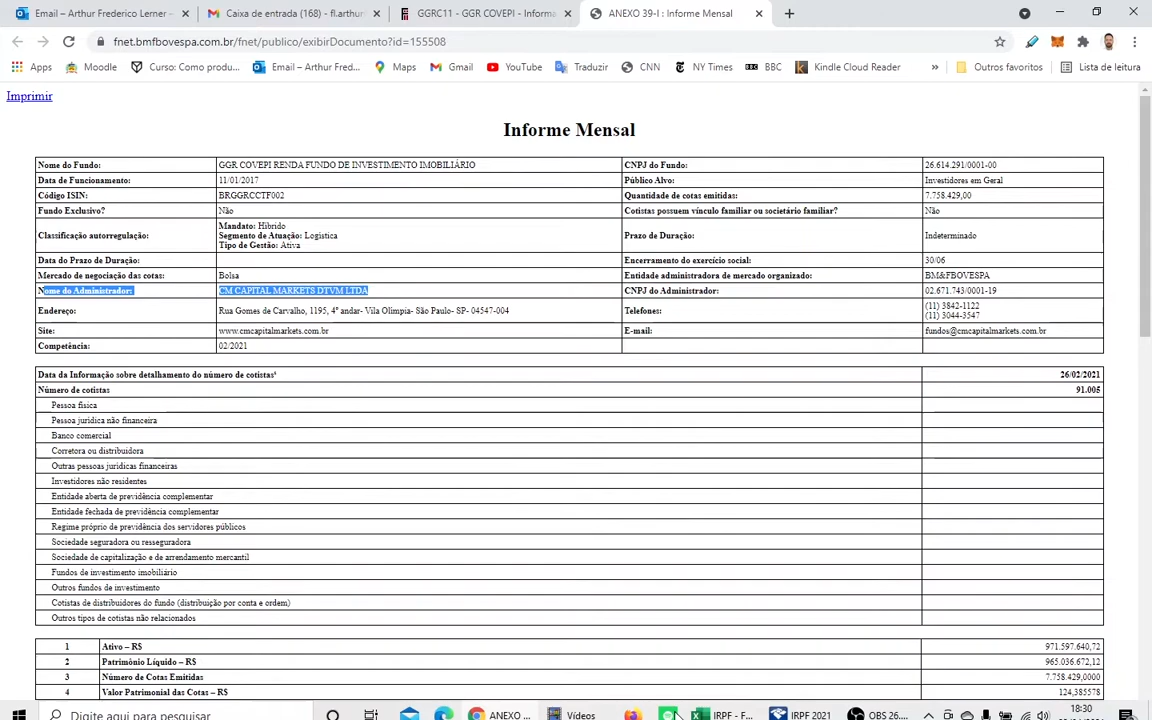 Email – Arthur Frederico Lerner –
Caixa de entrada (168) - fl.arthur
GGRC11 - GGR COVEPI - Informa
ANEXO 39-I : Informe Mensal
fnet.bmfbovespa.com.br/fnet/publico/exibirDocumento?id=155508
Apps Moodle Curso: Como produ... Email – Arthur Fred... Maps Gmail YouTube Traduzir CNN NY Times BBC Kindle Cloud Reader » Outros favoritos Lista de leitura
Imprimir
Informe Mensal
Nome do Fundo: GGR COVEPI RENDA FUNDO DE INVESTIMENTO IMOBILIÁRIO CNPJ do Fundo: 26.614.291/0001-00
Data de Funcionamento: 11/01/2017 Público Alvo: Investidores em Geral
Código ISIN: BRGGRCCTF002 Quantidade de cotas emitidas: 7.758.429,00
Fundo Exclusivo? Não Cotistas possuem vínculo familiar ou societário familiar? Não
Classificação autorregulação: Mandato: Híbrido
Segmento de Atuação: Logística
Tipo de Gestão: Ativa
Prazo de Duração: Indeterminado
Data do Prazo de Duração: Encerramento do exercício social: 30/06
Mercado de negociação das cotas: Bolsa Entidade administradora de mercado organizado: BM&FBOVESPA
Nome do Administrador: CM CAPITAL MARKETS DTVM LTDA CNPJ do Administrador: 02.671.743/0001-19
Endereço: Rua Gomes de Carvalho, 1195, 4º andar- Vila Olímpia- São Paulo- SP- 04547-004 Telefones: (11) 3842-1122
(11) 3044-3547
Site: www.cmcapitalmarkets.com.br E-mail: fundos@cmcapitalmarkets.com.br
Competência: 02/2021
Data da Informação sobre detalhamento do número de cotistas¹ 26/02/2021
Número de cotistas 91.005
Pessoa física
Pessoa jurídica não financeira
Banco comercial
Corretora ou distribuidora
Outras pessoas jurídicas financeiras
Investidores não residentes
Entidade aberta de previdência complementar
Entidade fechada de previdência complementar
Regime próprio de previdência dos servidores públicos
Sociedade seguradora ou resseguradora
Sociedade de capitalização e de arrendamento mercantil
Fundos de investimento imobiliário
Outros fundos de investimento
Cotistas de distribuidores do fundo (distribuição por conta e ordem)
Outros tipos de cotistas não relacionados
1 Ativo – R$ 971.597.640,72
2 Patrimônio Líquido – R$ 965.036.672,12
3 Número de Cotas Emitidas 7.758.429,0000
4 Valor Patrimonial das Cotas – R$ 124,385578
Digite aqui para pesquisar ANEXO ... Vídeos IRPF - F... IRPF 2021 OBS 26.... 18:30